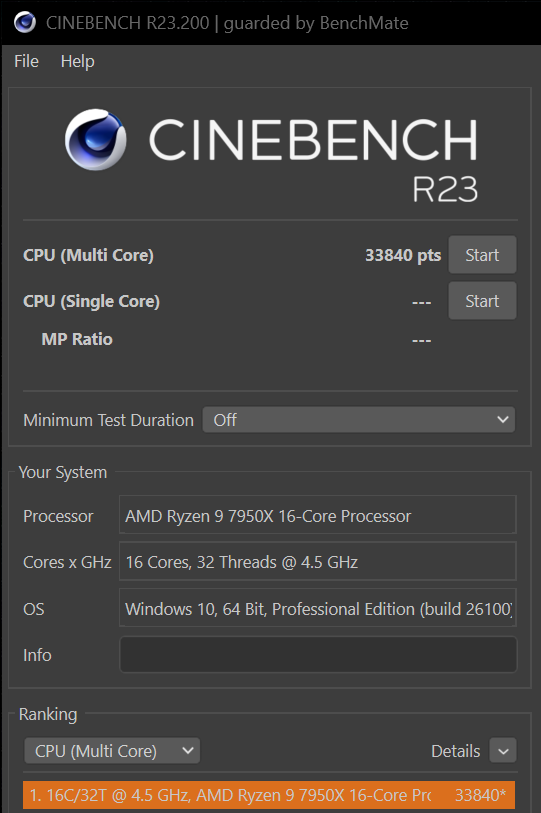 CINEBENCH R23.200 | guarded by BenchMate
File Help
CINEBENCH
R23
CPU (Multi Core) 33840 pts Start
CPU (Single Core) --- Start
MP Ratio ---
Minimum Test Duration Off
Your System
Processor AMD Ryzen 9 7950X 16-Core Processor
Cores x GHz 16 Cores, 32 Threads @ 4.5 GHz
OS Windows 10, 64 Bit, Professional Edition (build 26100)
Info
Ranking
CPU (Multi Core) Details
1. 16C/32T @ 4.5 GHz, AMD Ryzen 9 7950X 16-Core Pro 33840*